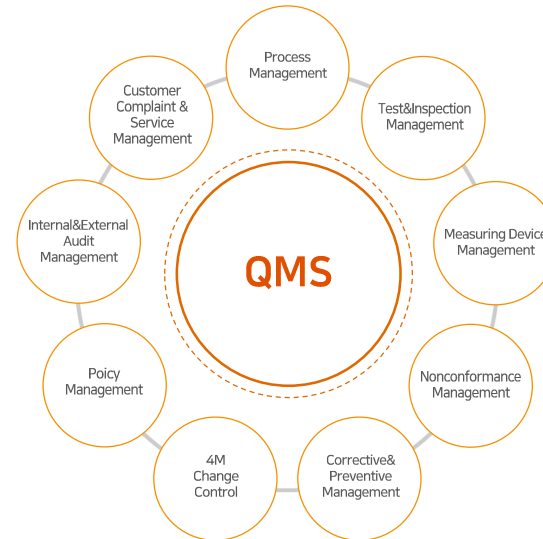 Process
Management
Customer
Complaint &
Service
Management
Test&Inspection
Management
Internal&External
Audit
Management
QMS
Measuring Device
Management
Poicy
Management
Nonconformance
Management
4M
Change
Control
Corrective&
Preventive
Management